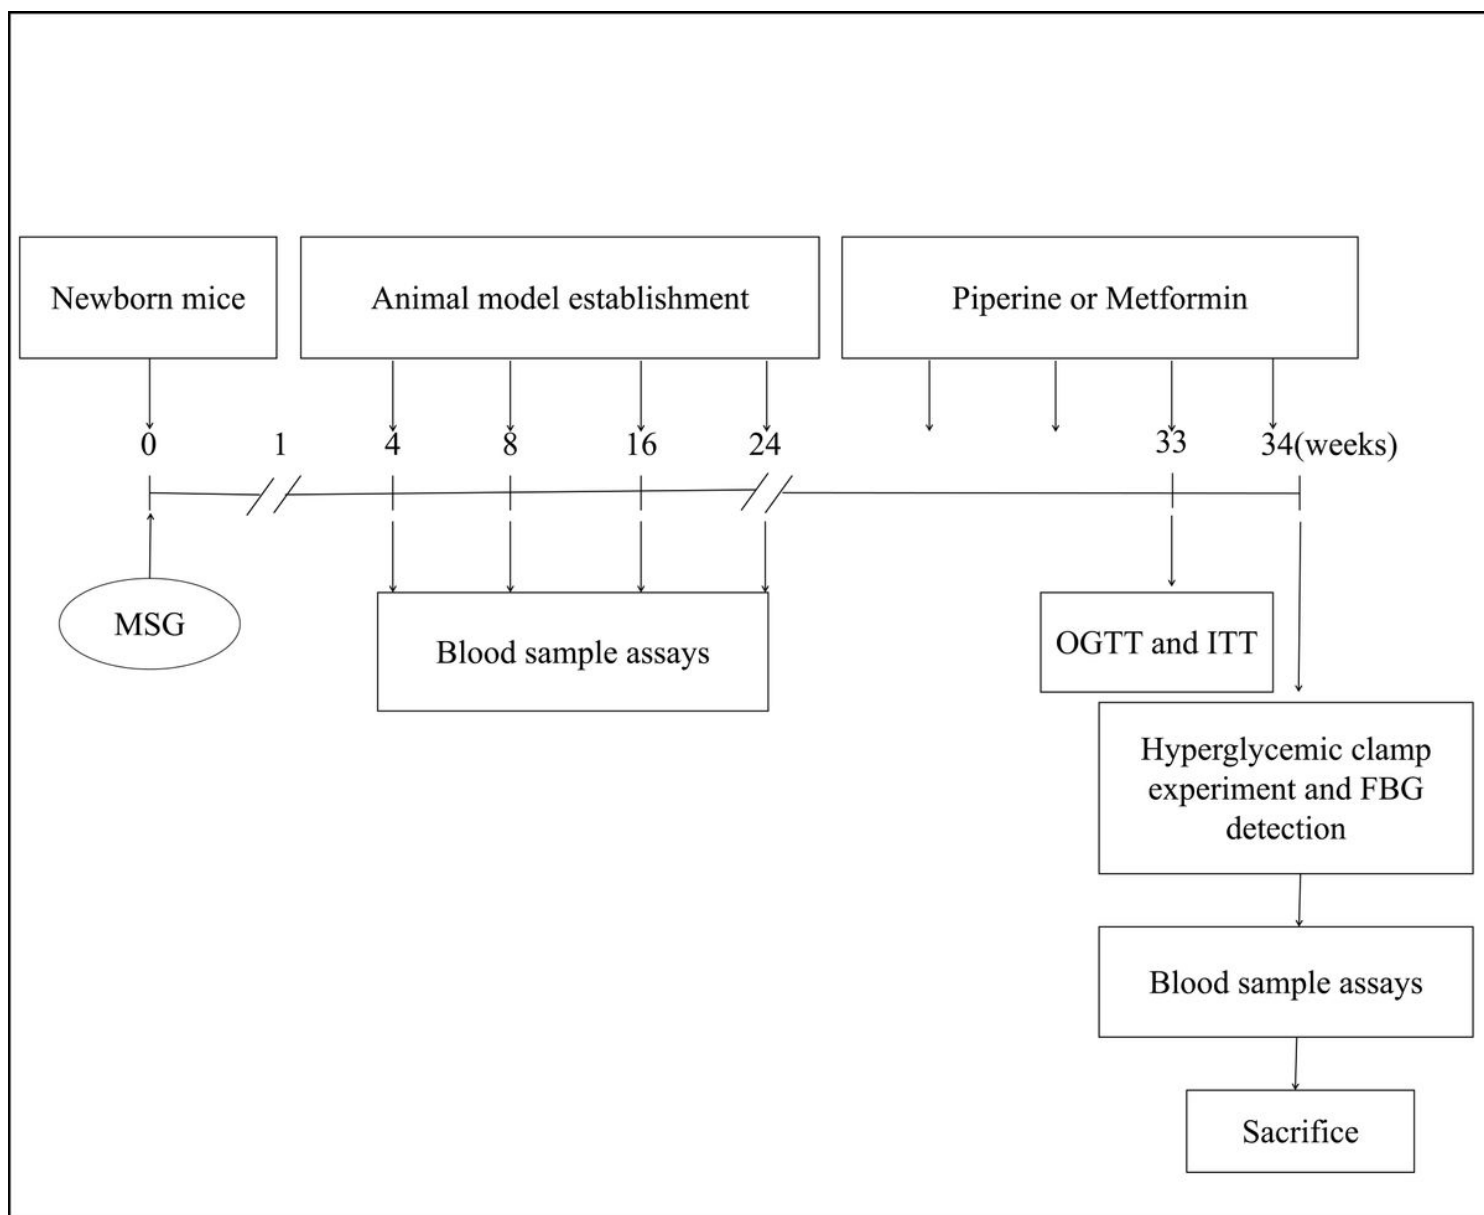 Newborn mice
Animal model establishment
Piperine or Metformin
0 1 4 8 16 24 33 34(weeks)
MSG
Blood sample assays
OGTT and ITT
Hyperglycemic clamp
experiment and FBG
detection
Blood sample assays
Sacrifice